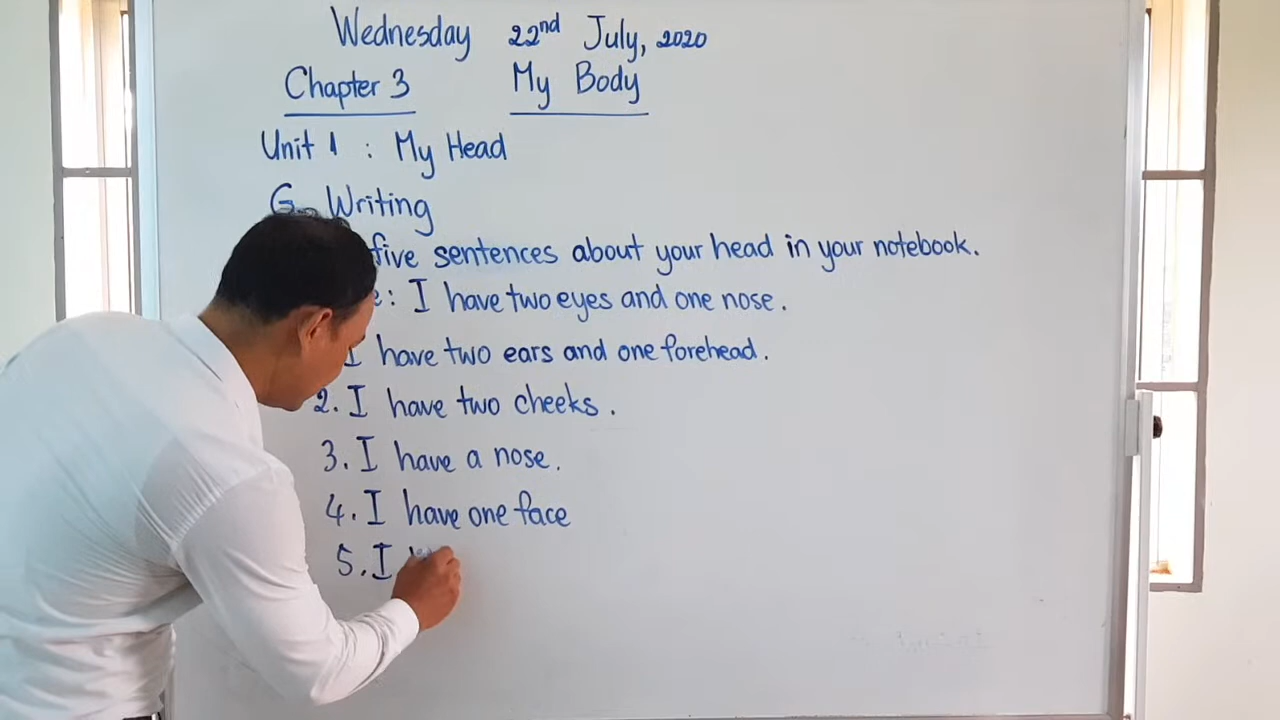 Wednesday 22nd July, 2020
Chapter 3 My Body
Unit 1 : My Head
G. Writing
five sentences about your head in your notebook.
e: I have two eyes and one nose.
I have two ears and one forehead.
2. I have two cheeks.
3. I have a nose.
4. I have one face
5. I